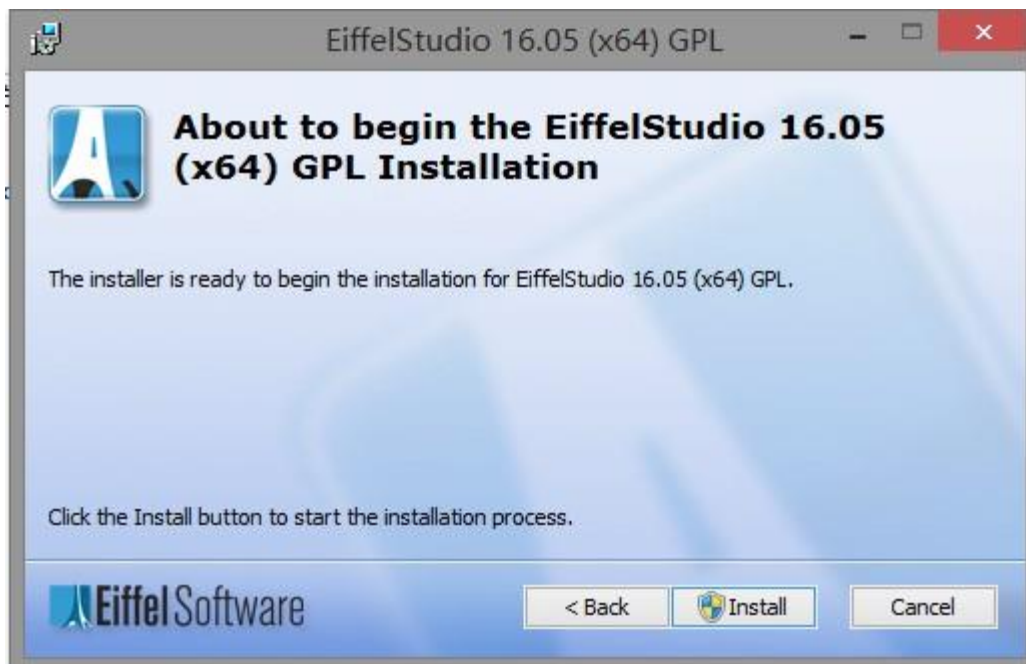 EiffelStudio 16.05 (x64) GPL
About to begin the EiffelStudio 16.05
(x64) GPL Installation
The installer is ready to begin the installation for EiffelStudio 16.05 (x64) GPL.
Click the Install button to start the installation process.
Eiffel Software
< Back
Install
Cancel